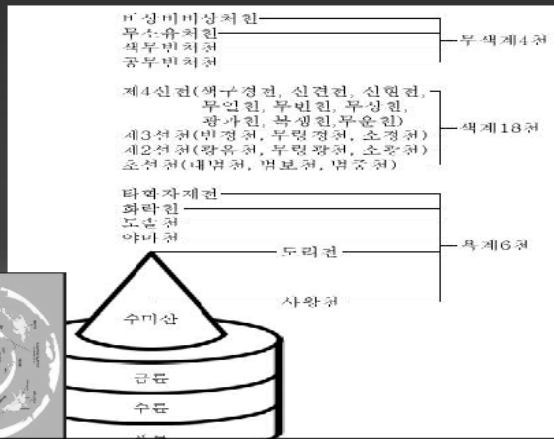 비상비비상처천
무소유처천
식무변처천
공무변처천
무색계4천
제4선천(색구경천, 선견천, 선현천,
무열천, 무번천, 무상천,
광과천, 복생천, 무운천)
제3선천(변정천, 무량정천, 소정천)
제2선천(광음천, 무량광천, 소광천)
초선천(대범천, 범보천, 범중천)
색계18천
타화자재천
화락천
도솔천
야마천
도리천
욕계6천
사왕천
수미산
금륜
수륜